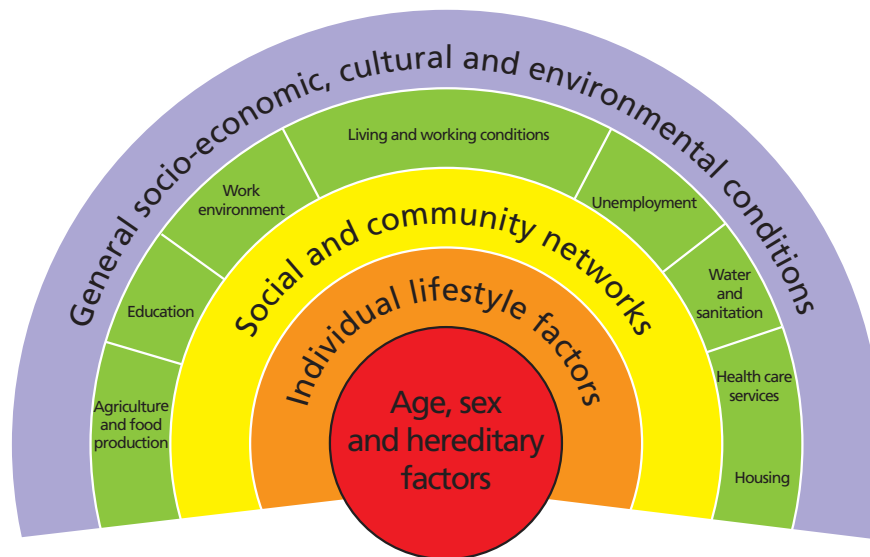 General socio-economic, cultural and environmental conditions
Living and working conditions
Work
environment
Unemployment
Education
Water
and
sanitation
Agriculture
and food
production
Health care
services
Housing
Social and community networks
Individual lifestyle factors
Age, sex
and hereditary
factors